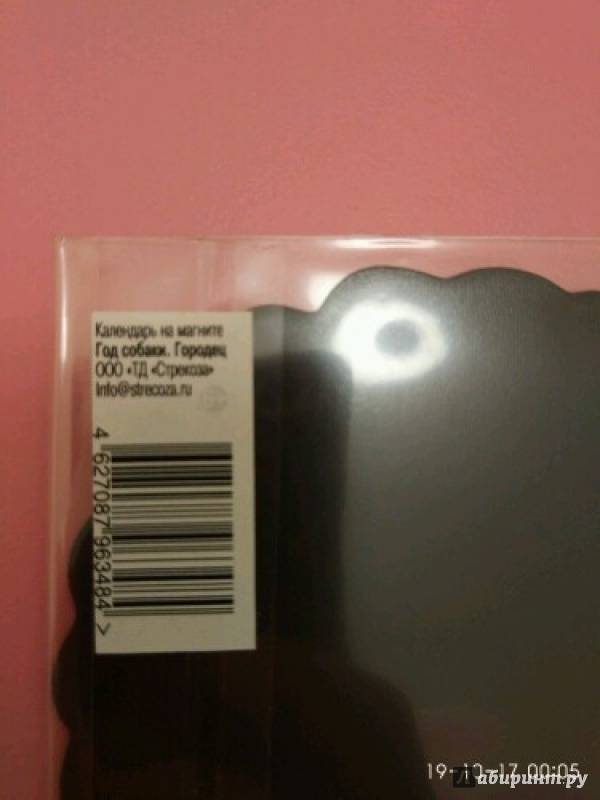 Календарь на магните
Год собаки. Городец
ООО «ТД «Стрекоза»
Info@strecoza.ru
4 627087 963484 >
19-10-17 00:05
Лабиринт.ру